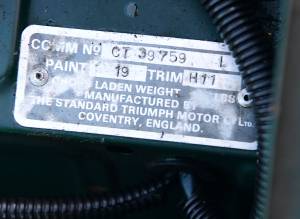 COMM No CT 39759 L
PAINT 19 TRIM H11
LADEN WEIGHT LBS
MANUFACTURED BY
THE STANDARD TRIUMPH MOTOR Co Ltd.
COVENTRY, ENGLAND.